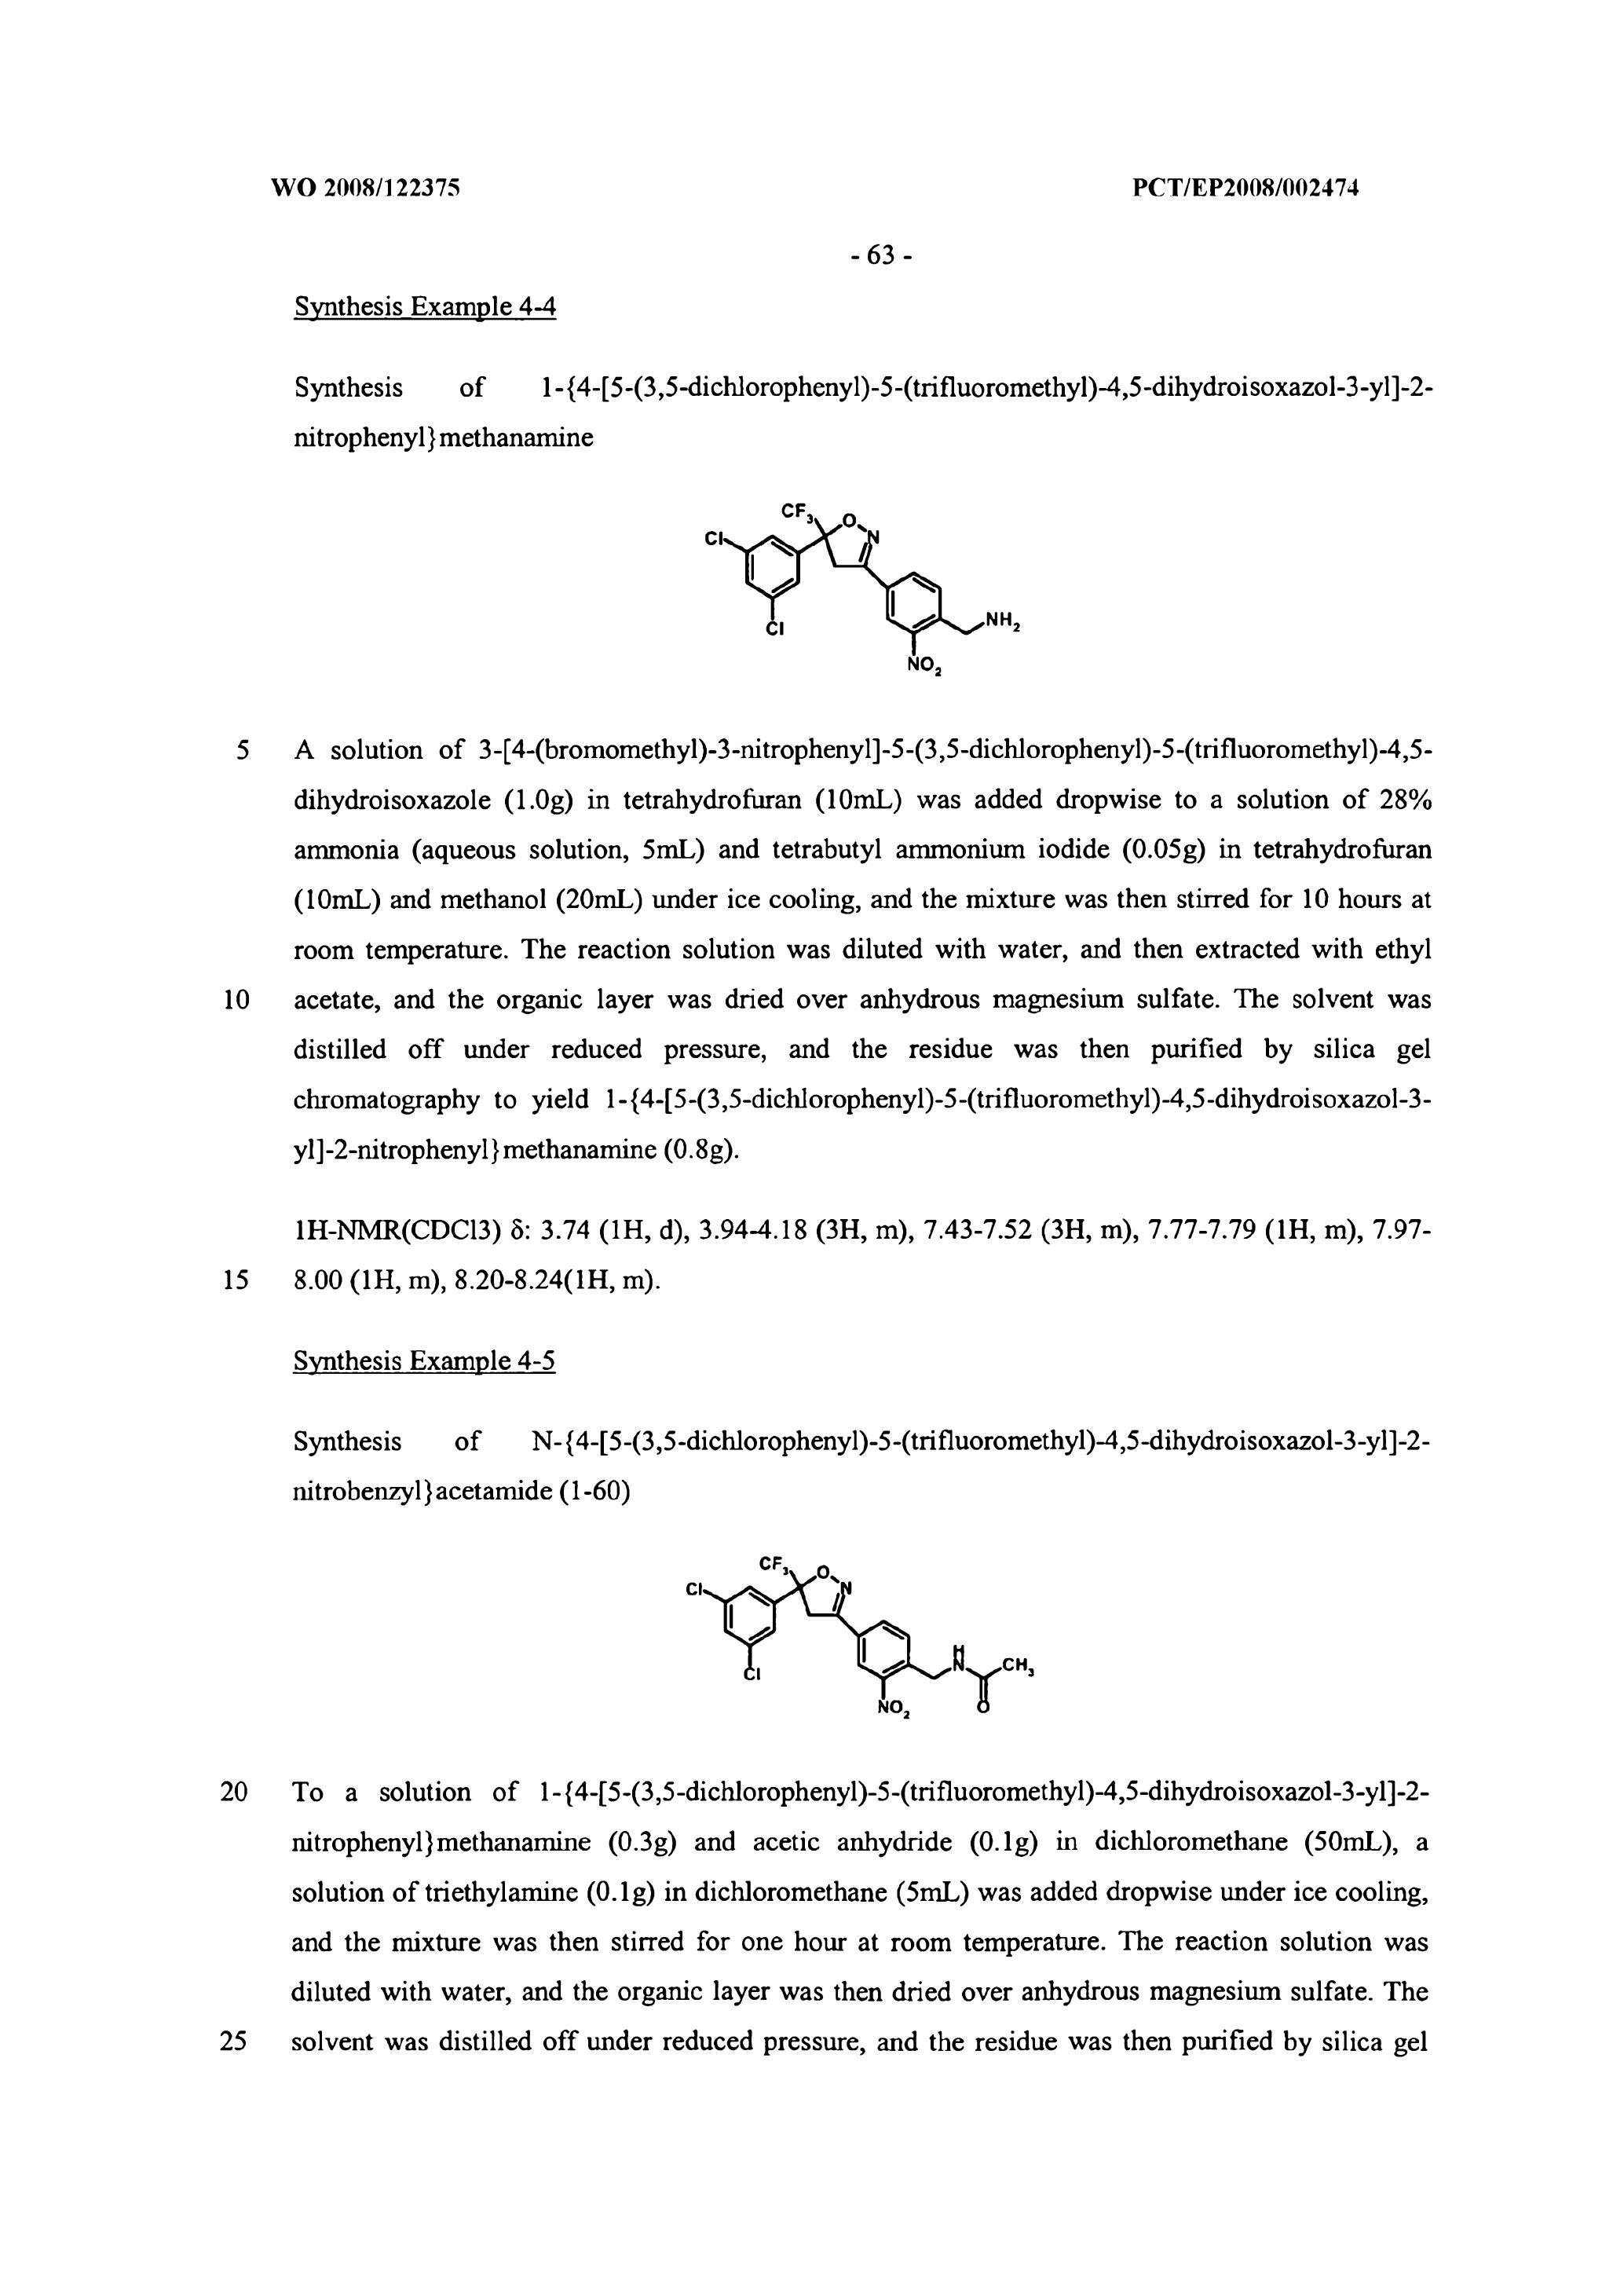 WO 2008/122375 PCT/EP2008/002474
- 63 -
Synthesis Example 4-4
Synthesis of 1-{4-[5-(3,5-dichlorophenyl)-5-(trifluoromethyl)-4,5-dihydroisoxazol-3-yl]-2-
nitrophenyl}methanamine
CF3
O
N
Cl
Cl
NH2
NO2
5 A solution of 3-[4-(bromomethyl)-3-nitrophenyl]-5-(3,5-dichlorophenyl)-5-(trifluoromethyl)-4,5-
dihydroisoxazole (1.0g) in tetrahydrofuran (10mL) was added dropwise to a solution of 28%
ammonia (aqueous solution, 5mL) and tetrabutyl ammonium iodide (0.05g) in tetrahydrofuran
(10mL) and methanol (20mL) under ice cooling, and the mixture was then stirred for 10 hours at
room temperature. The reaction solution was diluted with water, and then extracted with ethyl
10 acetate, and the organic layer was dried over anhydrous magnesium sulfate. The solvent was
distilled off under reduced pressure, and the residue was then purified by silica gel
chromatography to yield 1-{4-[5-(3,5-dichlorophenyl)-5-(trifluoromethyl)-4,5-dihydroisoxazol-3-
yl]-2-nitrophenyl}methanamine (0.8g).
1H-NMR(CDCl3) δ: 3.74 (1H, d), 3.94-4.18 (3H, m), 7.43-7.52 (3H, m), 7.77-7.79 (1H, m), 7.97-
15 8.00 (1H, m), 8.20-8.24(1H, m).
Synthesis Example 4-5
Synthesis of N-{4-[5-(3,5-dichlorophenyl)-5-(trifluoromethyl)-4,5-dihydroisoxazol-3-yl]-2-
nitrobenzyl}acetamide (1-60)
CF3
O
N
Cl
Cl
H
N
CH3
NO2
O
20 To a solution of 1-{4-[5-(3,5-dichlorophenyl)-5-(trifluoromethyl)-4,5-dihydroisoxazol-3-yl]-2-
nitrophenyl}methanamine (0.3g) and acetic anhydride (0.1g) in dichloromethane (50mL), a
solution of triethylamine (0.1g) in dichloromethane (5mL) was added dropwise under ice cooling,
and the mixture was then stirred for one hour at room temperature. The reaction solution was
diluted with water, and the organic layer was then dried over anhydrous magnesium sulfate. The
25 solvent was distilled off under reduced pressure, and the residue was then purified by silica gel